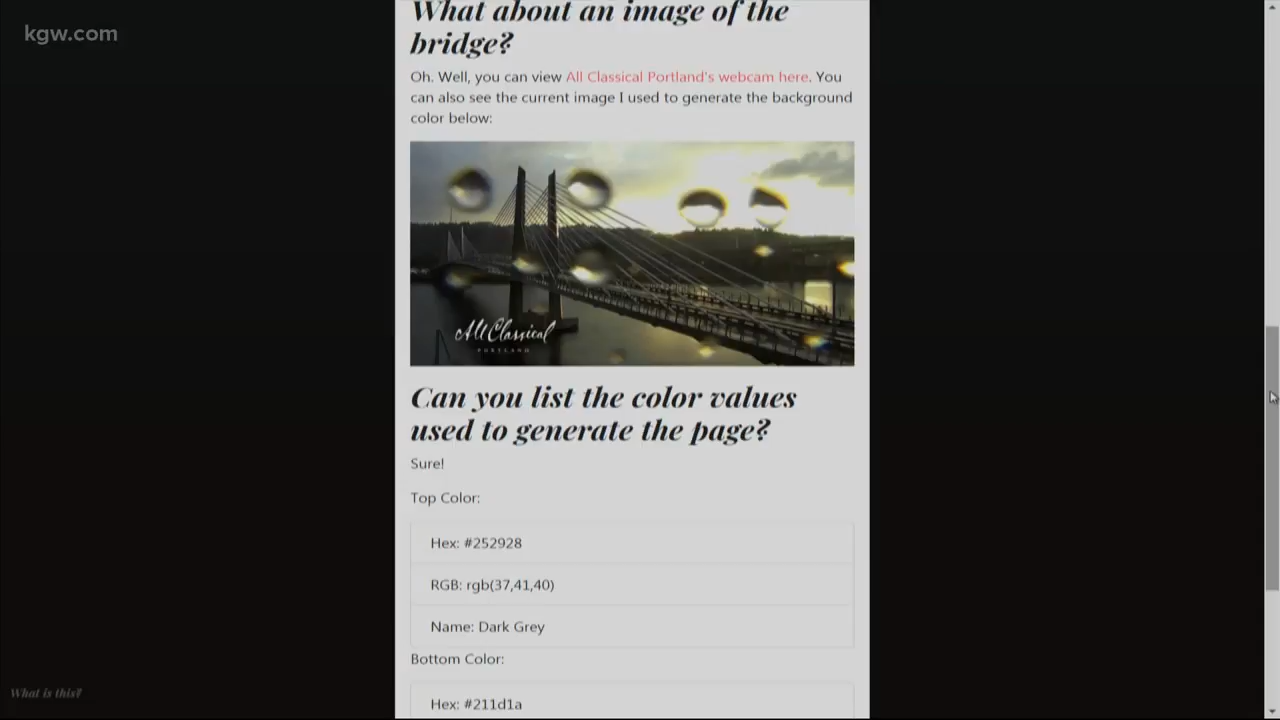 kgw.com
What about an image of the
bridge?
Oh. Well, you can view All Classical Portland's webcam here. You
can also see the current image I used to generate the background
color below:
All Classical
PORTLAND
Can you list the color values
used to generate the page?
Sure!
Top Color:
Hex: #252928
RGB: rgb(37,41,40)
Name: Dark Grey
Bottom Color:
Hex: #211d1a
What is this?